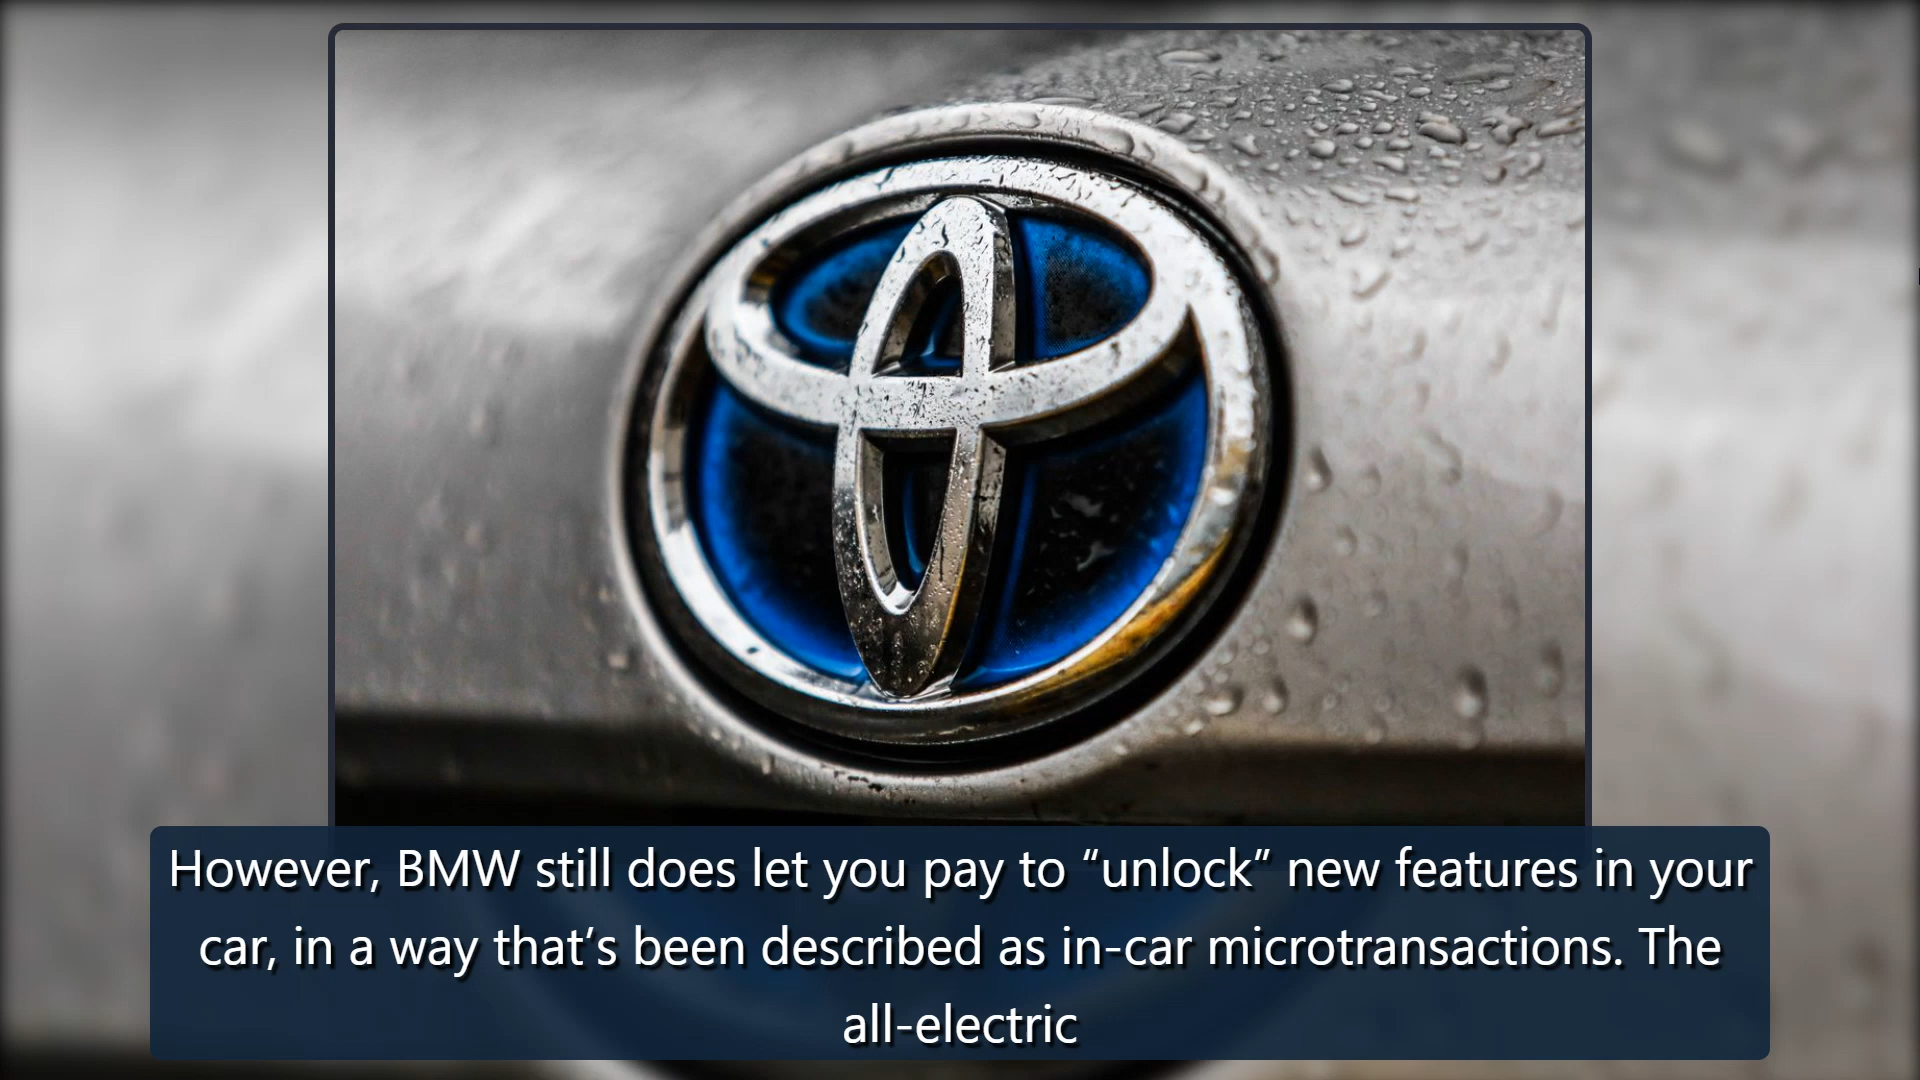 However, BMW still does let you pay to “unlock” new features in your
car, in a way that’s been described as in-car microtransactions. The
all-electric